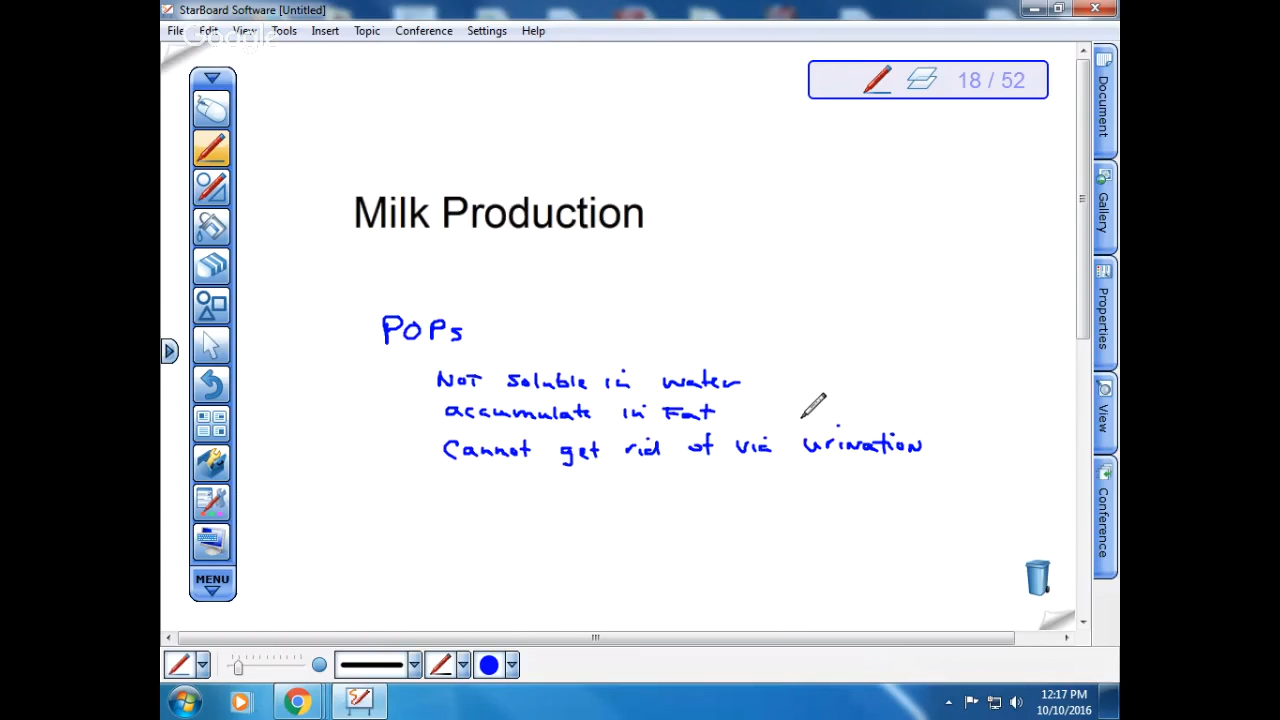 StarBoard Software [Untitled]
File Edit View Tools Insert Topic Conference Settings Help
Google
18 / 52
Milk Production
POPs
Not soluble in water
accumulate in Fat
Cannot get rid of via urination
MENU
Document
Gallery
Properties
View
Conference
12:17 PM
10/10/2016